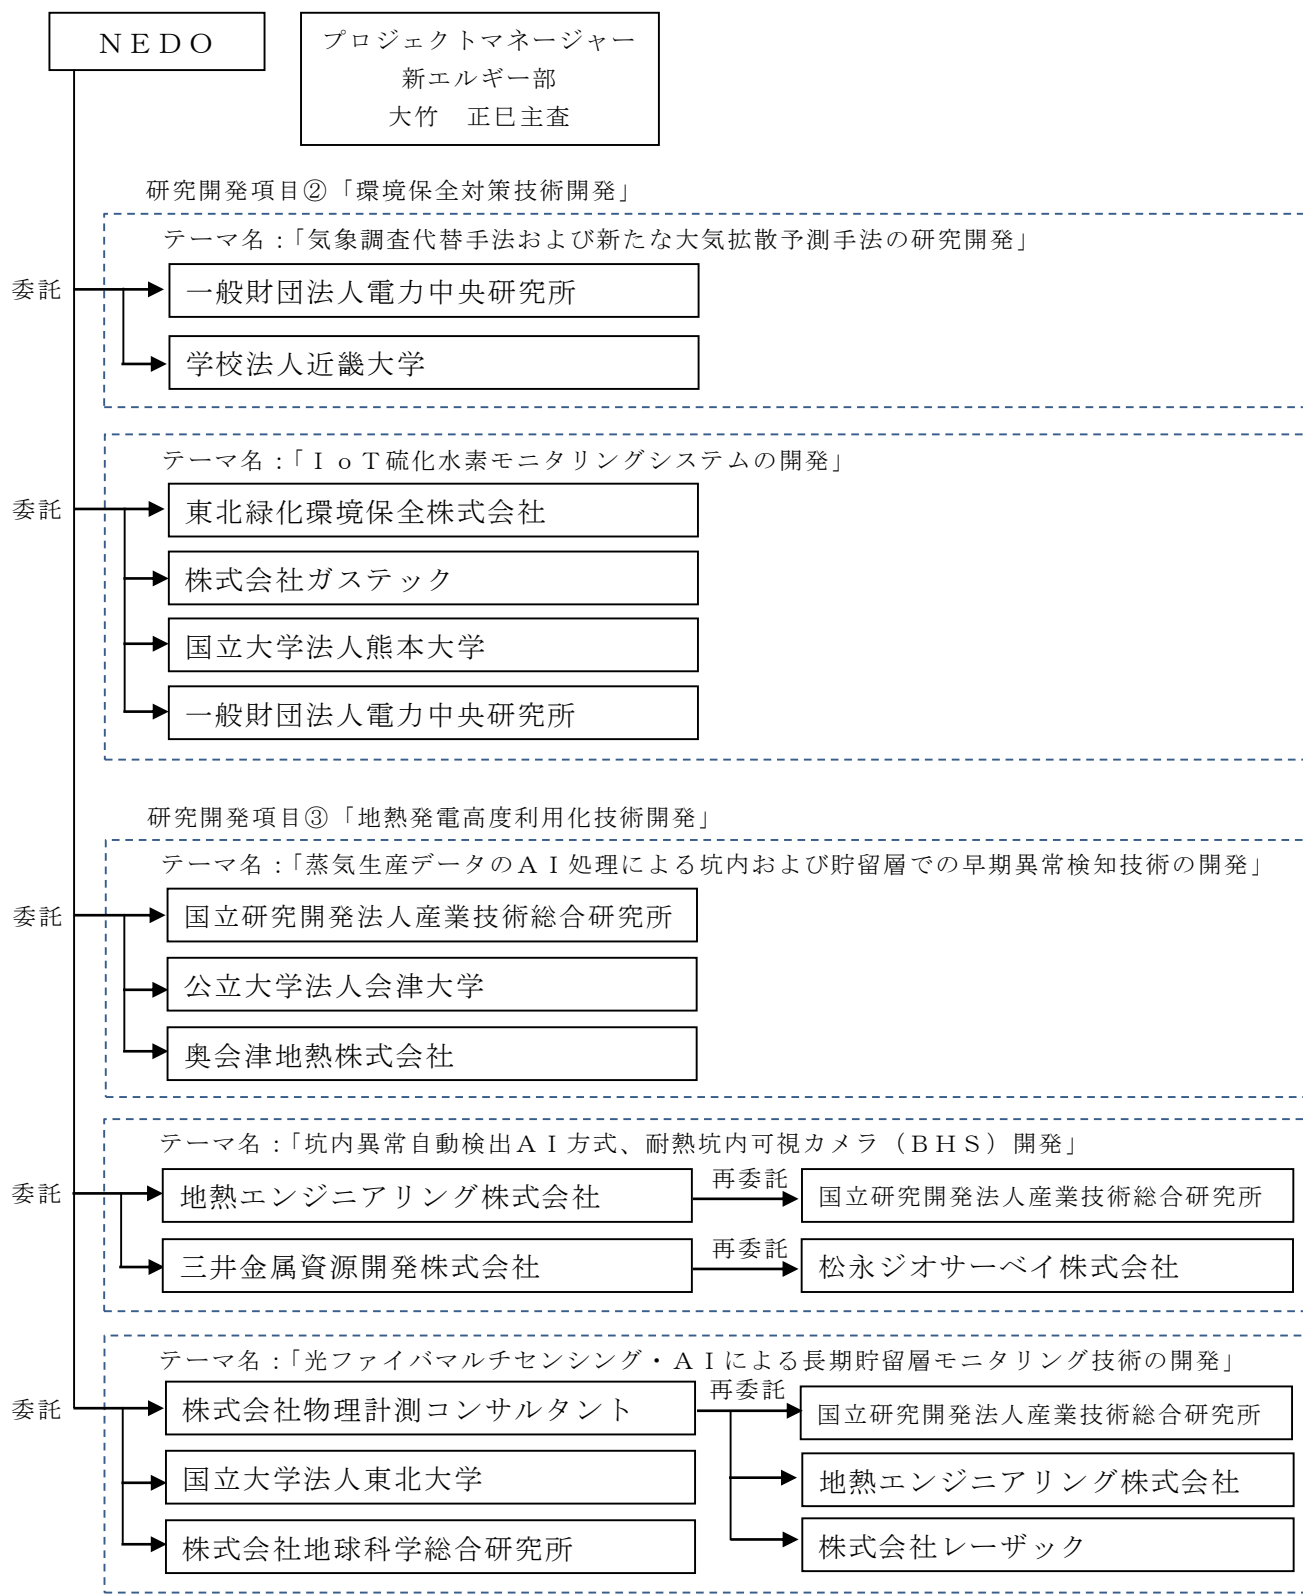 ＮＥＤＯ
プロジェクトマネージャー
新エルギー部
大竹　正巳主査
研究開発項目②「環境保全対策技術開発」
テーマ名：「気象調査代替手法および新たな大気拡散予測手法の研究開発」
委託
一般財団法人電力中央研究所
学校法人近畿大学
テーマ名：「ＩｏＴ硫化水素モニタリングシステムの開発」
委託
東北緑化環境保全株式会社
株式会社ガステック
国立大学法人熊本大学
一般財団法人電力中央研究所
研究開発項目③「地熱発電高度利用化技術開発」
テーマ名：「蒸気生産データのＡＩ処理による坑内および貯留層での早期異常検知技術の開発」
委託
国立研究開発法人産業技術総合研究所
公立大学法人会津大学
奥会津地熱株式会社
テーマ名：「坑内異常自動検出ＡＩ方式、耐熱坑内可視カメラ（ＢＨＳ）開発」
委託
地熱エンジニアリング株式会社
再委託
国立研究開発法人産業技術総合研究所
三井金属資源開発株式会社
再委託
松永ジオサーベイ株式会社
テーマ名：「光ファイバマルチセンシング・ＡＩによる長期貯留層モニタリング技術の開発」
委託
株式会社物理計測コンサルタント
再委託
国立研究開発法人産業技術総合研究所
国立大学法人東北大学
地熱エンジニアリング株式会社
株式会社地球科学総合研究所
株式会社レーザック